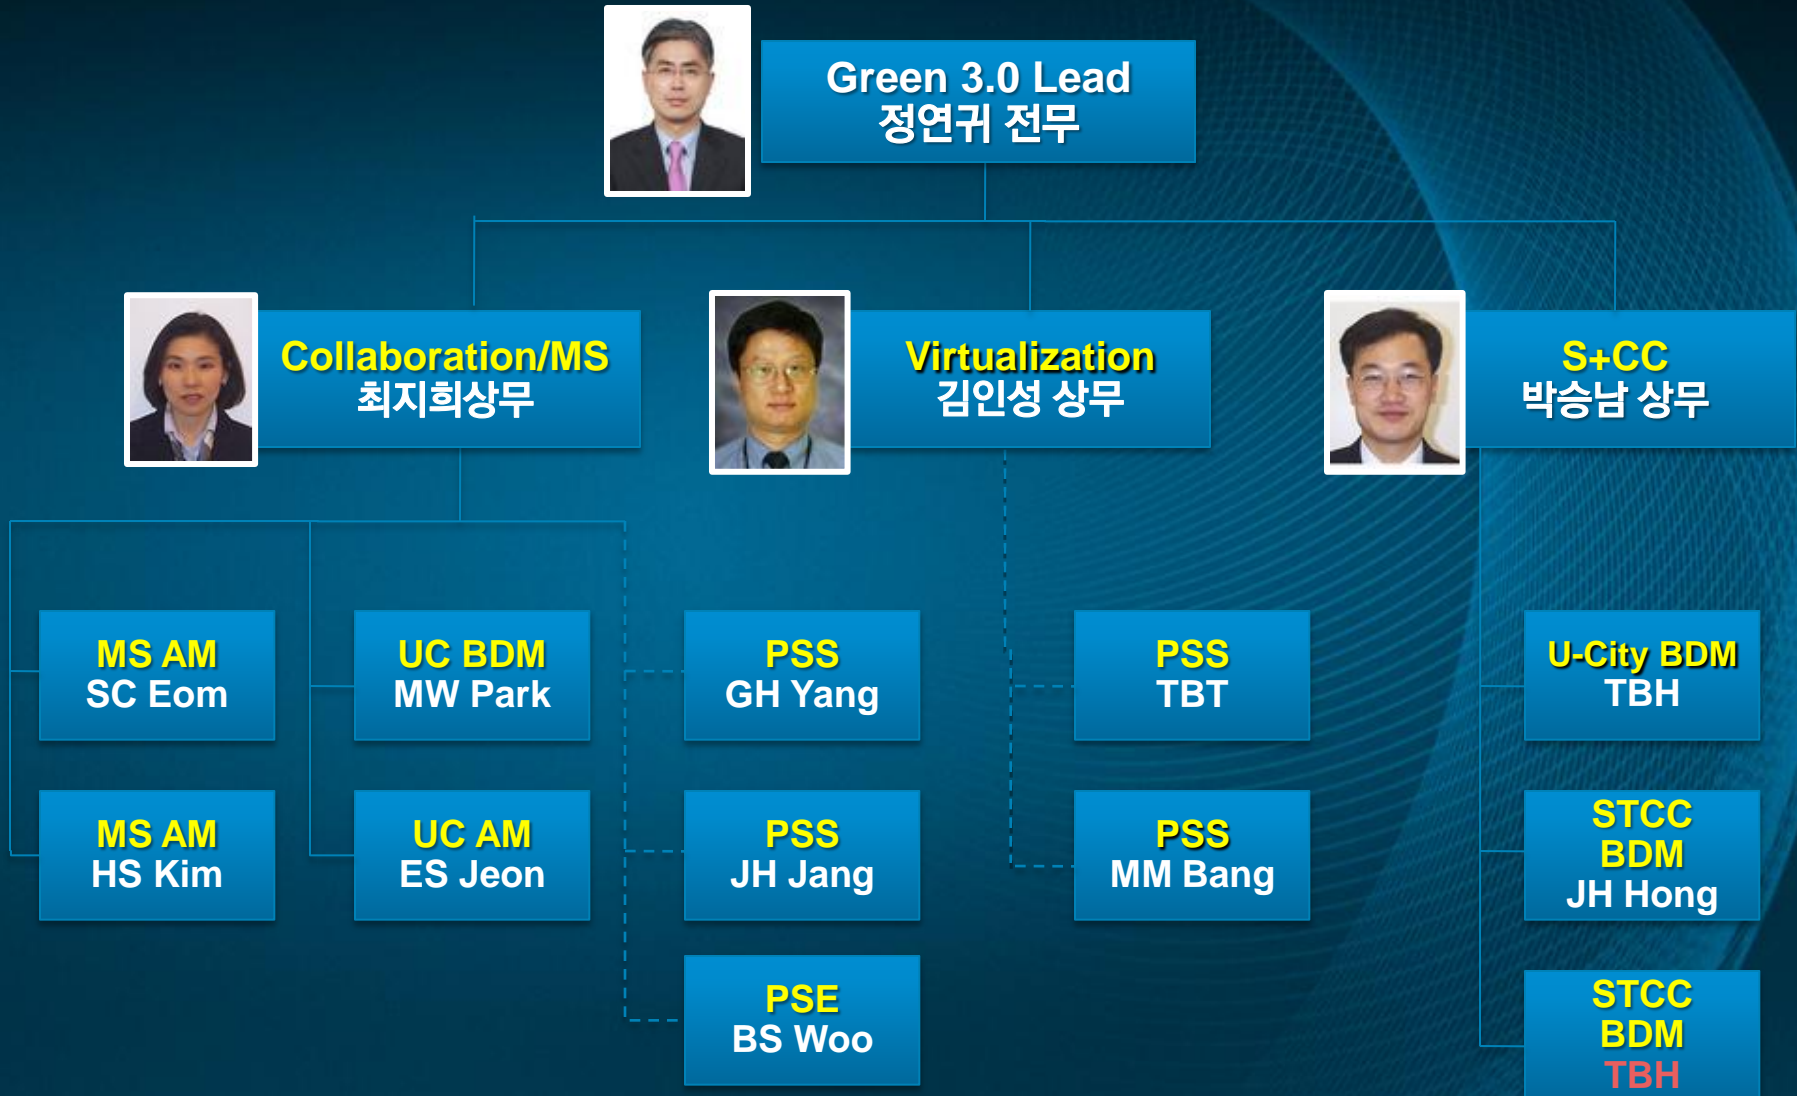 Green 3.0 Lead
정연귀 전무
Collaboration/MS
최지희상무
Virtualization
김인성 상무
S+CC
박승남 상무
MS AM
SC Eom
UC BDM
MW Park
PSS
GH Yang
PSS
TBT
U-City BDM
TBH
MS AM
HS Kim
UC AM
ES Jeon
PSS
JH Jang
PSS
MM Bang
STCC
BDM
JH Hong
PSE
BS Woo
STCC
BDM
TBH